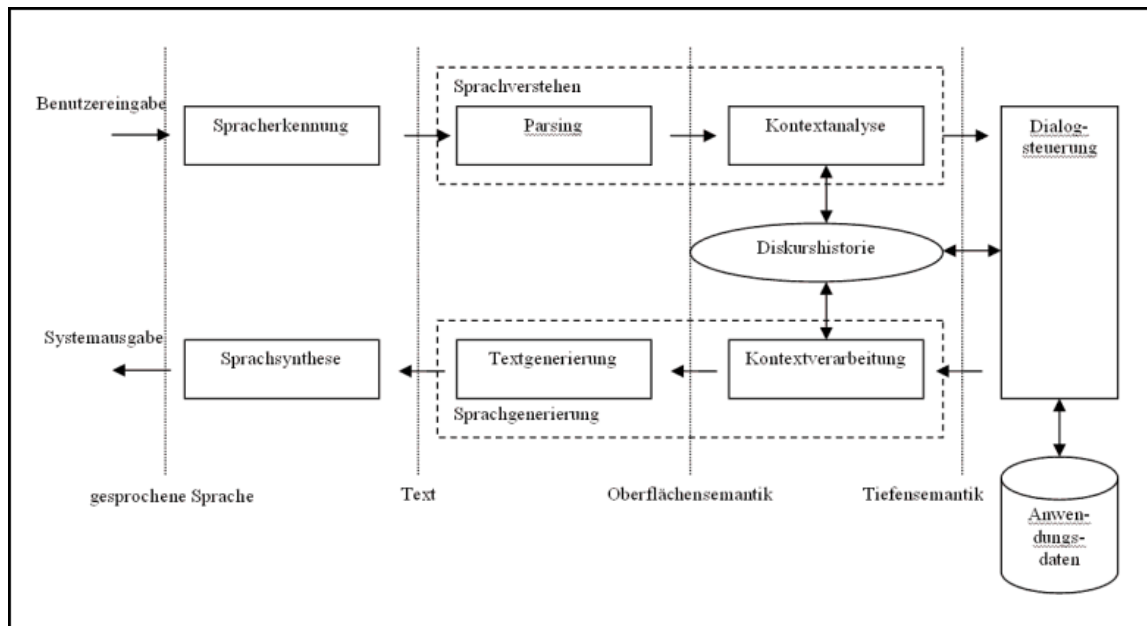 Sprachverstehen
Benutzereingabe
Spracherkennung
Parsing
Kontextanalyse
Dialog-
steuerung
Diskurshistorie
Systemausgabe
Sprachsynthese
Textgenerierung
Kontextverarbeitung
Sprachgenerierung
gesprochene Sprache
Text
Oberflächensemantik
Tiefensemantik
Anwen-
dungs-
daten